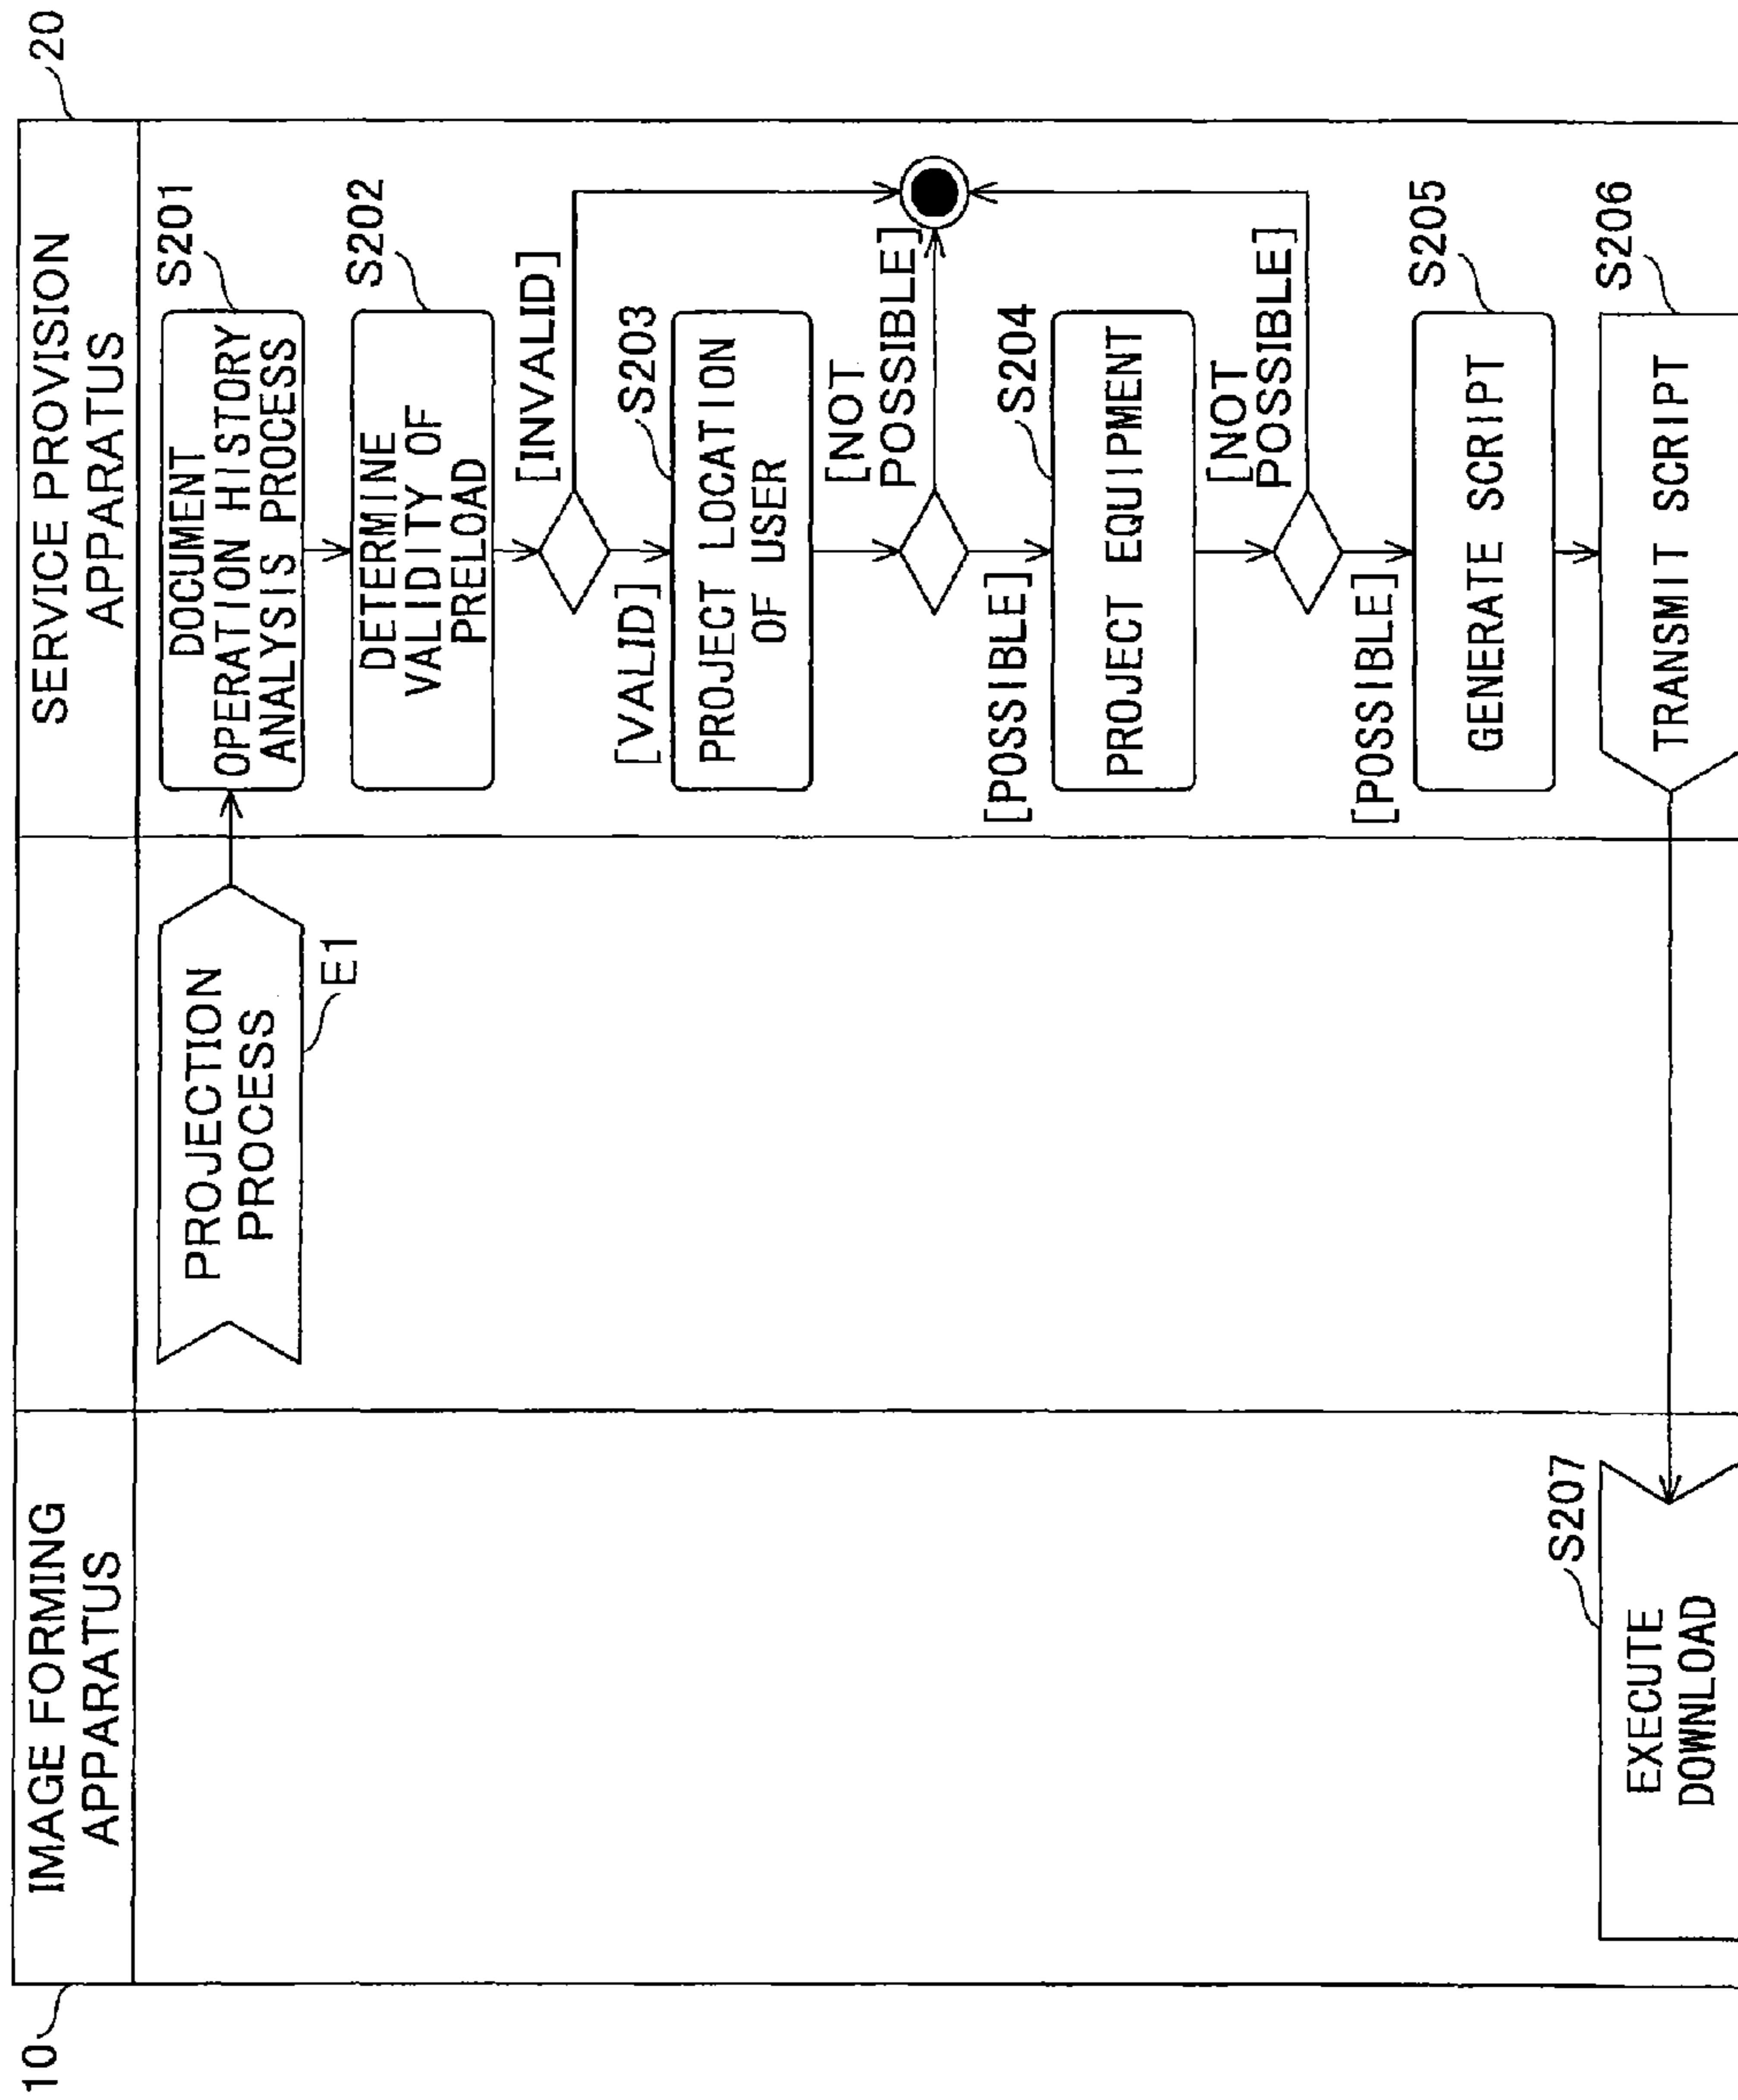 10
20
IMAGE FORMING
APPARATUS
SERVICE PROVISION
APPARATUS
PROJECTION
PROCESS
E1
DOCUMENT
OPERATION HISTORY
ANALYSIS PROCESS
S201
DETERMINE
VALIDITY OF
PRELOAD
S202
[INVALID]
[VALID]
PROJECT LOCATION
OF USER
S203
[NOT
POSSIBLE]
[POSSIBLE]
PROJECT EQUIPMENT
S204
[NOT
POSSIBLE]
[POSSIBLE]
GENERATE SCRIPT
S205
TRANSMIT SCRIPT
S206
EXECUTE
DOWNLOAD
S207